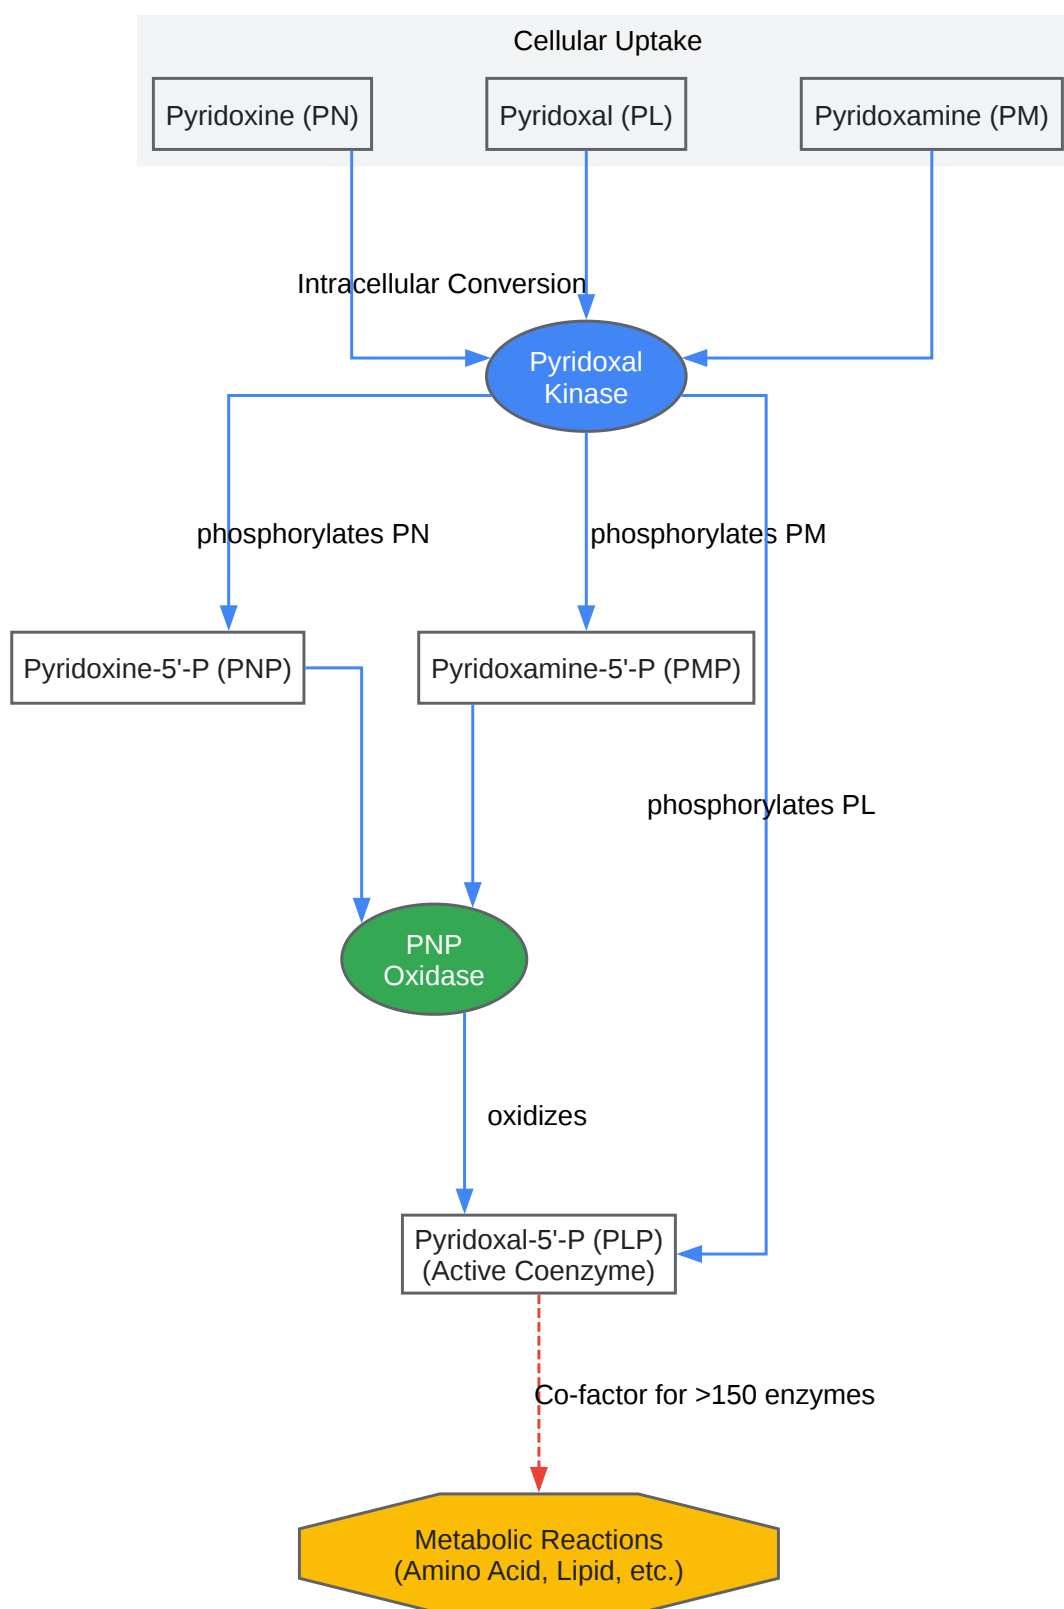 Cellular Uptake
Pyridoxine (PN)
Pyridoxal (PL)
Pyridoxamine (PM)
Intracellular Conversion
Pyridoxal
Kinase
phosphorylates PN
phosphorylates PM
Pyridoxine-5'-P (PNP)
Pyridoxamine-5'-P (PMP)
phosphorylates PL
PNP
Oxidase
oxidizes
Pyridoxal-5'-P (PLP)
(Active Coenzyme)
Co-factor for >150 enzymes
Metabolic Reactions
(Amino Acid, Lipid, etc.)